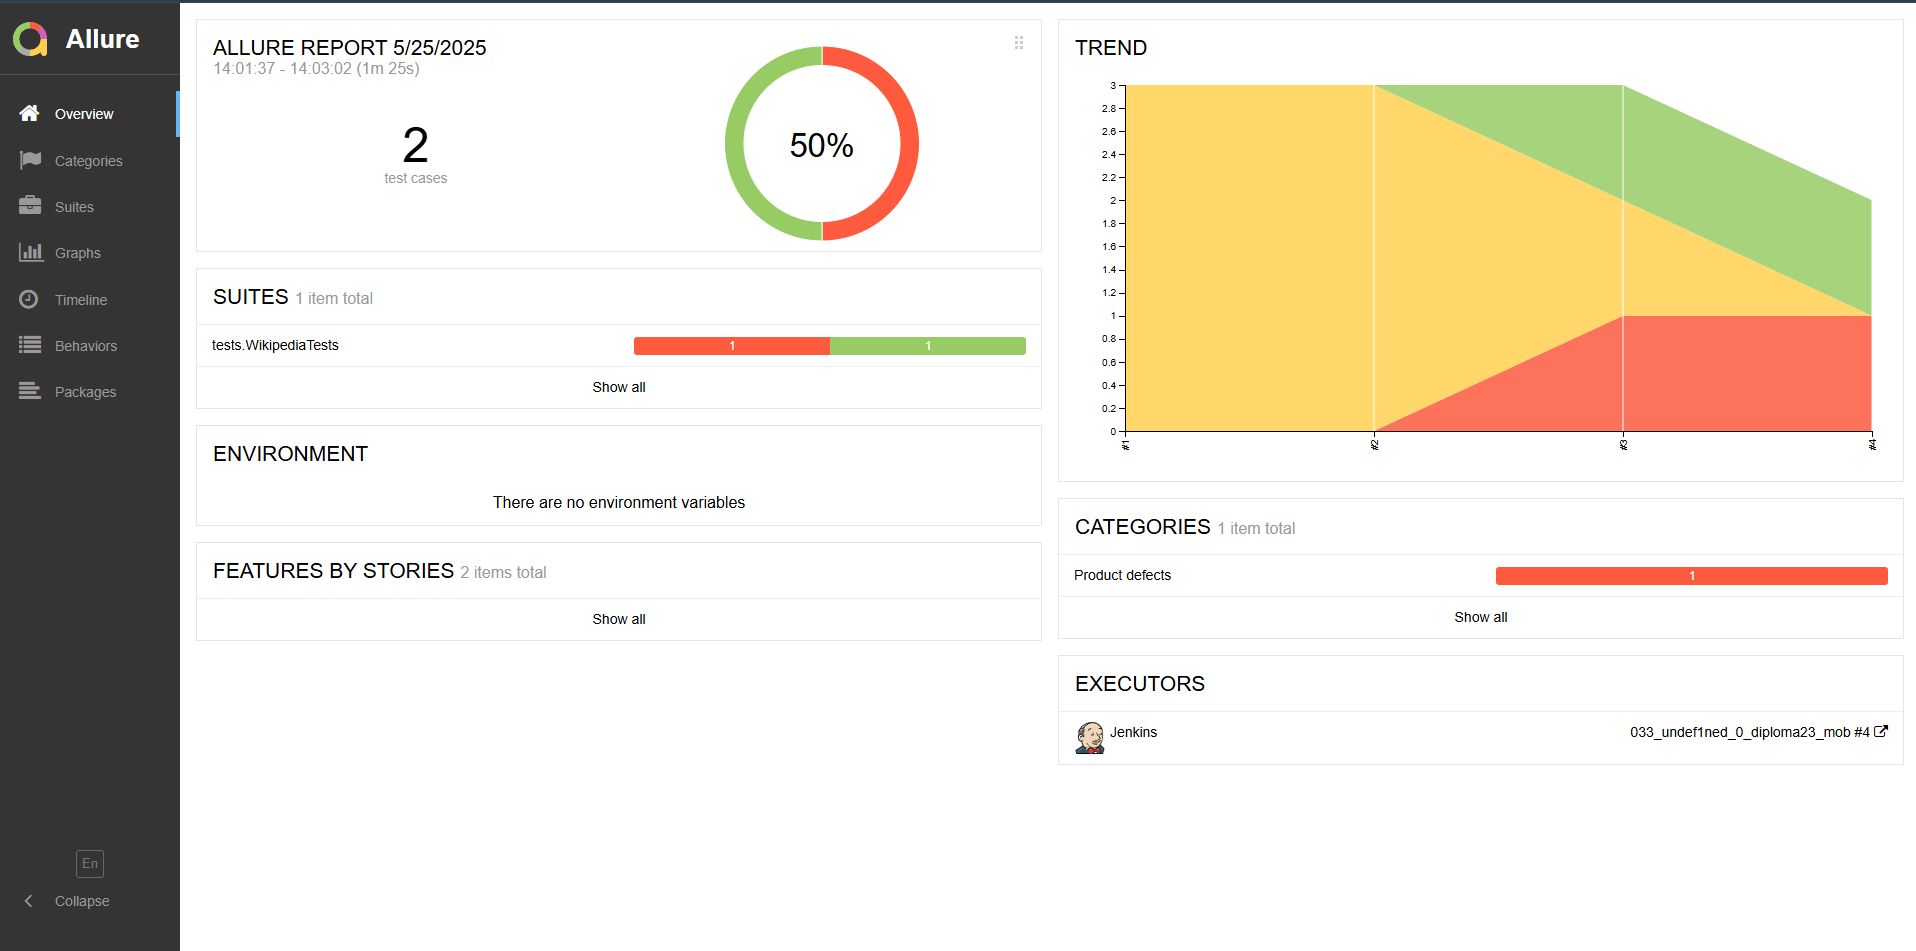 Allure
Overview
Categories
Suites
Graphs
Timeline
Behaviors
Packages
En
Collapse
ALLURE REPORT 5/25/2025
14:01:37 - 14:03:02 (1m 25s)
2
test cases
50%
SUITES 1 item total
tests.WikipediaTests 1 1
Show all
ENVIRONMENT
There are no environment variables
FEATURES BY STORIES 2 items total
Show all
TREND
3
2.8
2.6
2.4
2.2
2
1.8
1.6
1.4
1.2
1
0.8
0.6
0.4
0.2
0
#1 #2 #3 #4
CATEGORIES 1 item total
Product defects 1
Show all
EXECUTORS
Jenkins 033_undef1ned_0_diploma23_mob #4